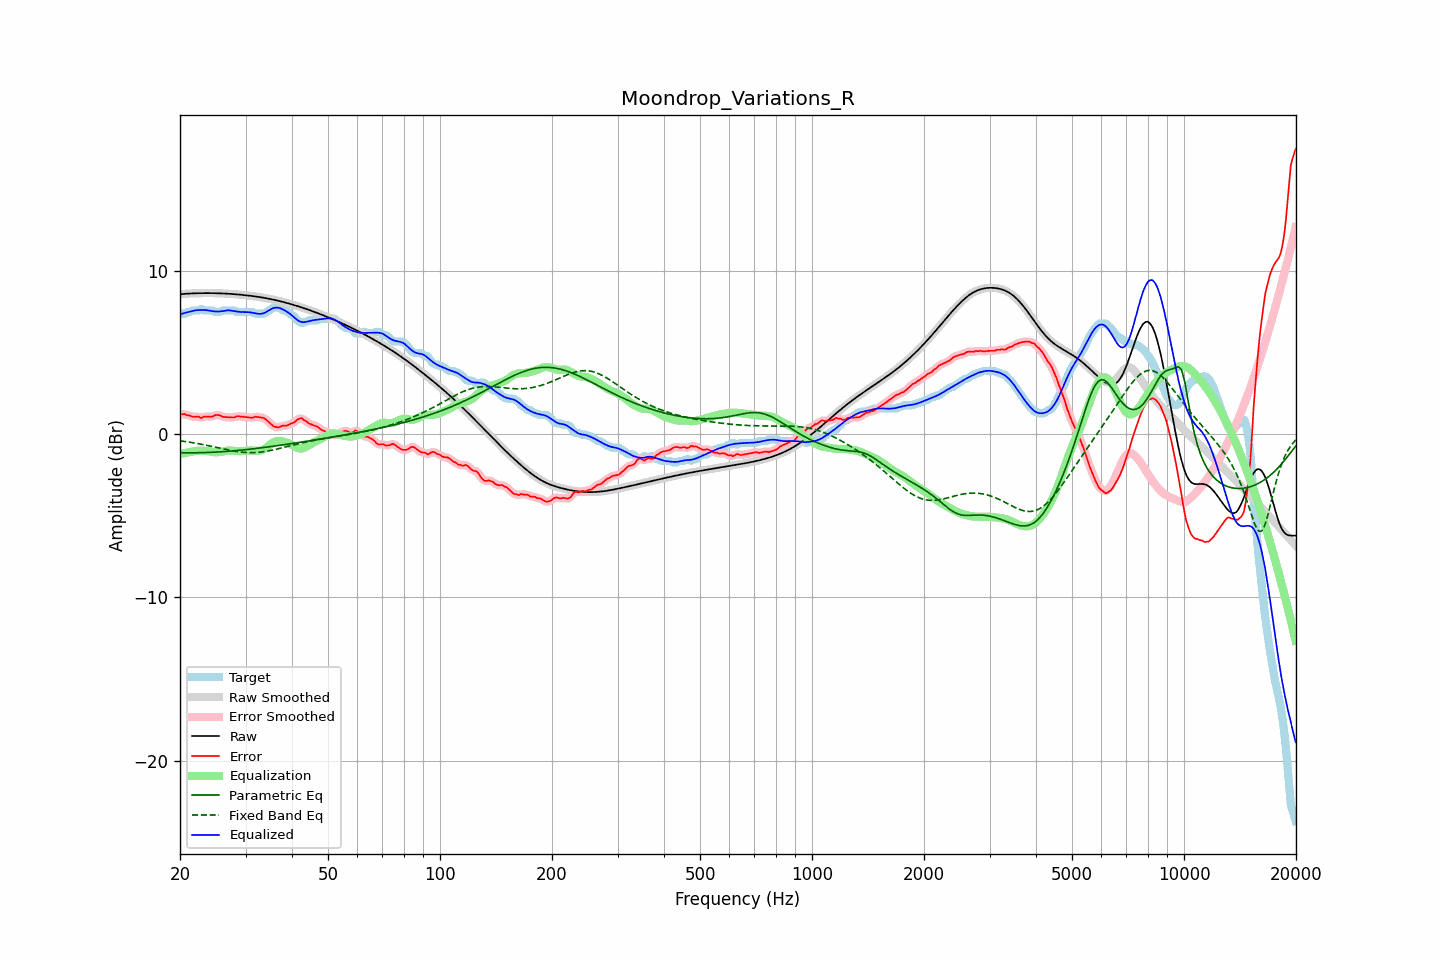 Moondrop_Variations_R
Amplitude (dBr)
10
0
−10
−20
Target
Raw Smoothed
Error Smoothed
Raw
Error
Equalization
Parametric Eq
Fixed Band Eq
Equalized
20 50 100 200 500 1000 2000 5000 10000 20000
Frequency (Hz)